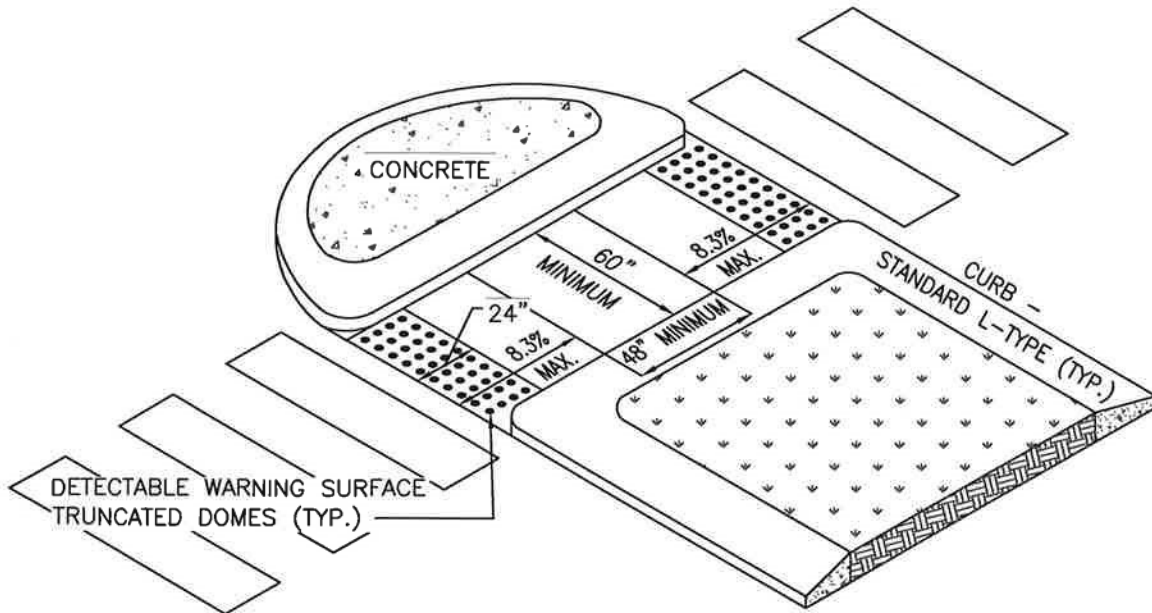 CONCRETE
8.3%
MAX.
60"
MINIMUM
CURB –
STANDARD L-TYPE (TYP.)
24"
8.3%
MAX.
48" MINIMUM
DETECTABLE WARNING SURFACE
TRUNCATED DOMES (TYP.)